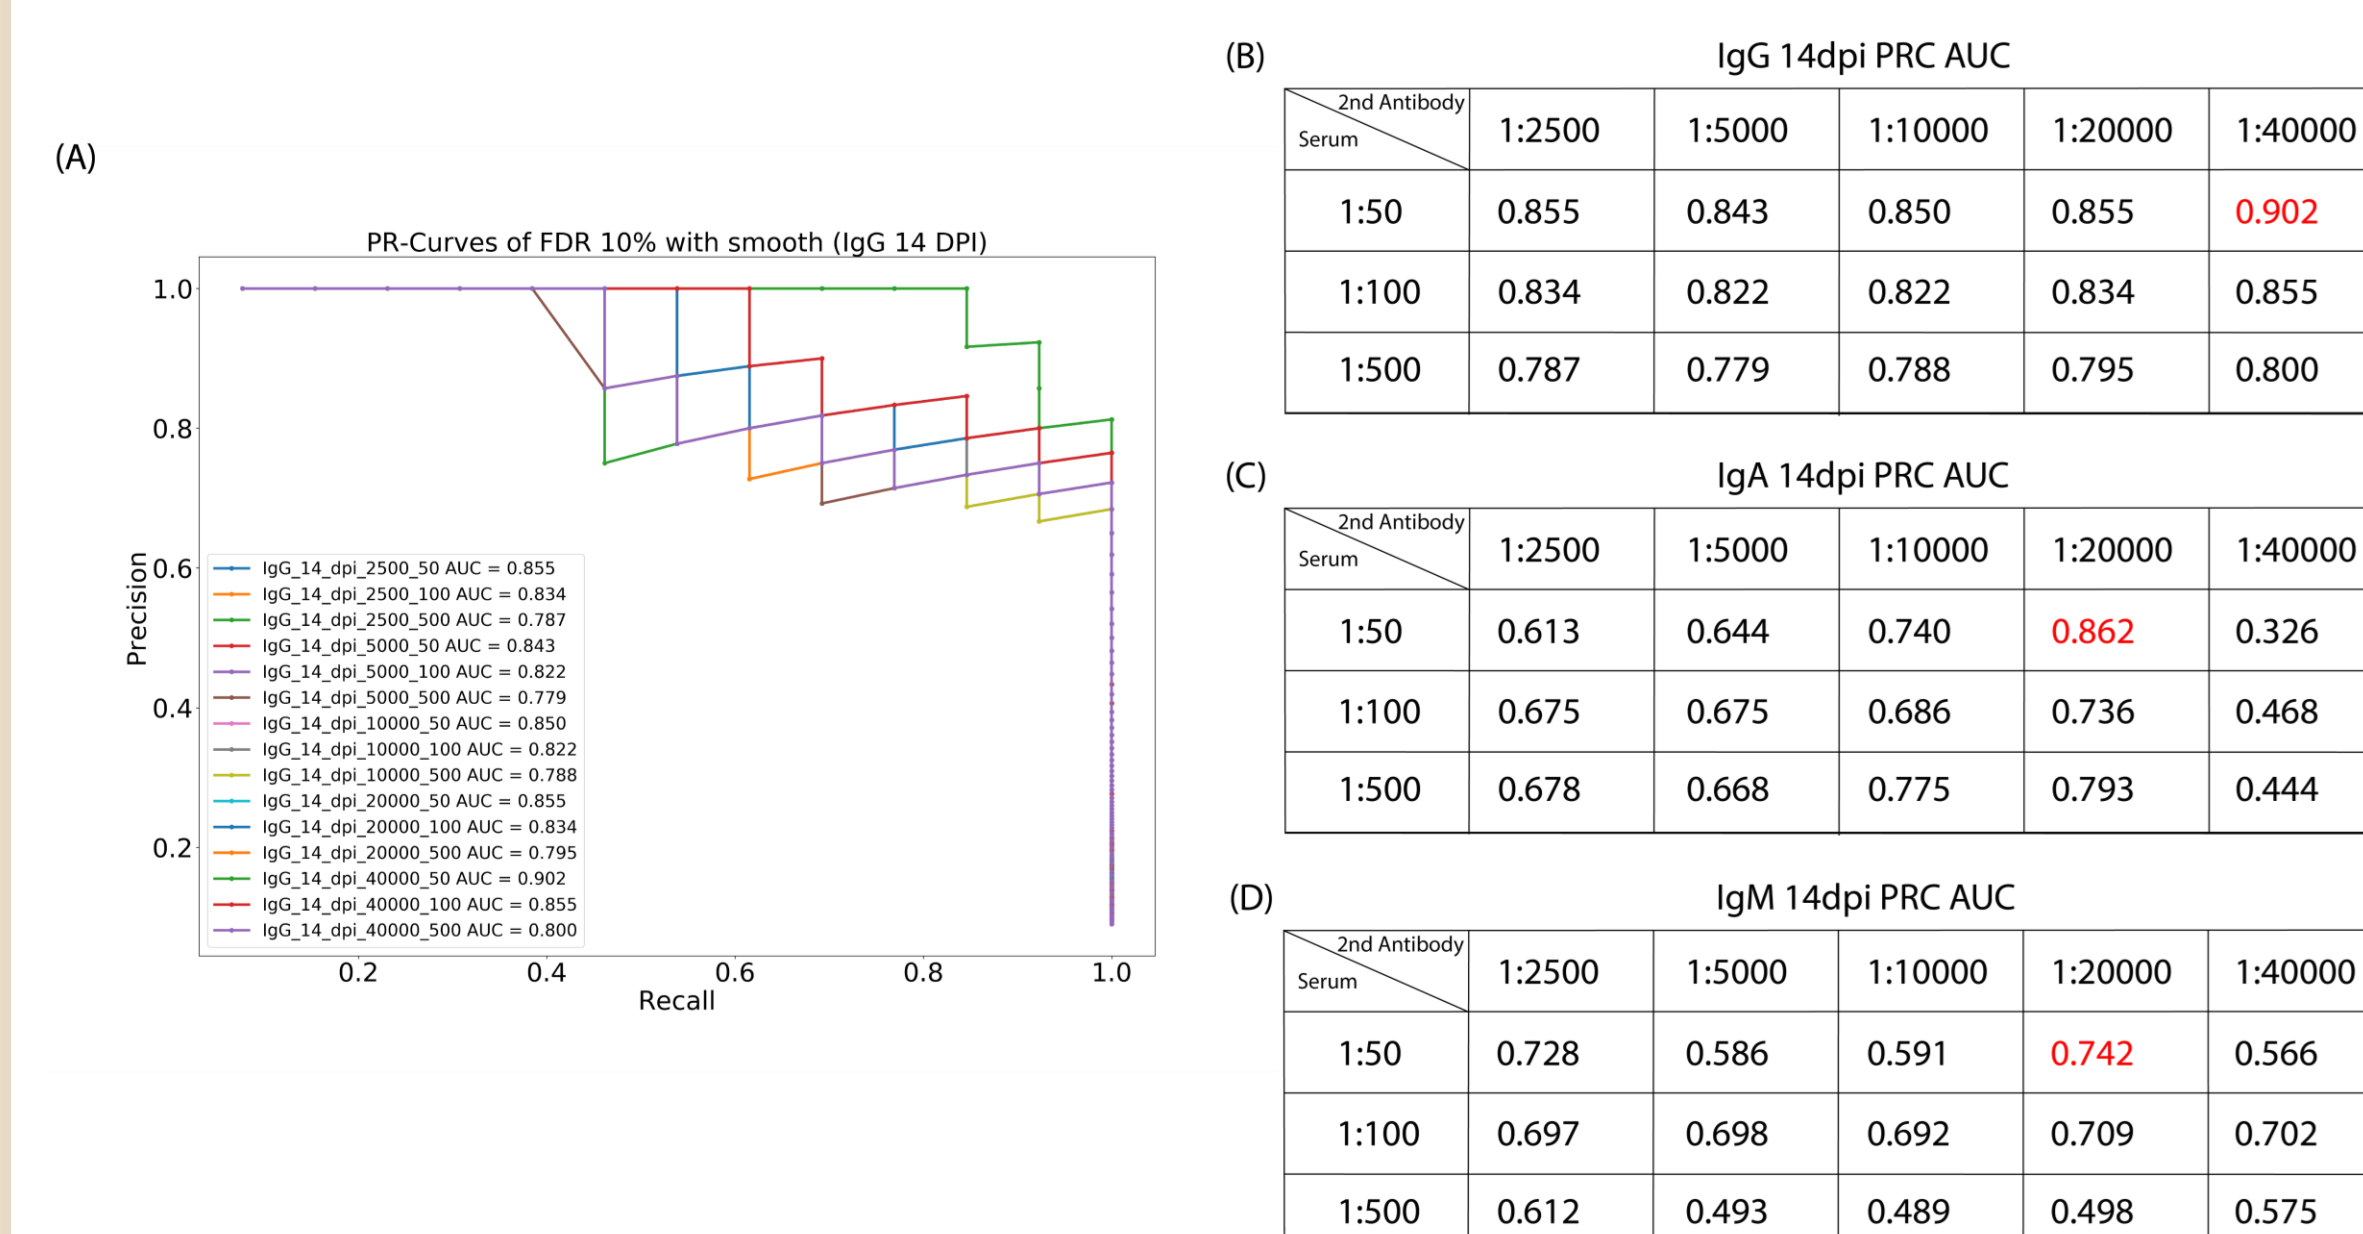 (A)
PR-Curves of FDR 10% with smooth (IgG 14 DPI)
1.0
0.8
0.6
0.4
0.2
Precision
IgG_14_dpi_2500_50 AUC = 0.855
IgG_14_dpi_2500_100 AUC = 0.834
IgG_14_dpi_2500_500 AUC = 0.787
IgG_14_dpi_5000_50 AUC = 0.843
IgG_14_dpi_5000_100 AUC = 0.822
IgG_14_dpi_5000_500 AUC = 0.779
IgG_14_dpi_10000_50 AUC = 0.850
IgG_14_dpi_10000_100 AUC = 0.822
IgG_14_dpi_10000_500 AUC = 0.788
IgG_14_dpi_20000_50 AUC = 0.855
IgG_14_dpi_20000_100 AUC = 0.834
IgG_14_dpi_20000_500 AUC = 0.795
IgG_14_dpi_40000_50 AUC = 0.902
IgG_14_dpi_40000_100 AUC = 0.855
IgG_14_dpi_40000_500 AUC = 0.800
0.2 0.4 0.6 0.8 1.0
Recall
(B) IgG 14dpi PRC AUC
2nd Antibody
Serum
1:2500 1:5000 1:10000 1:20000 1:40000
1:50 0.855 0.843 0.850 0.855 0.902
1:100 0.834 0.822 0.822 0.834 0.855
1:500 0.787 0.779 0.788 0.795 0.800
(C) IgA 14dpi PRC AUC
2nd Antibody
Serum
1:2500 1:5000 1:10000 1:20000 1:40000
1:50 0.613 0.644 0.740 0.862 0.326
1:100 0.675 0.675 0.686 0.736 0.468
1:500 0.678 0.668 0.775 0.793 0.444
(D) IgM 14dpi PRC AUC
2nd Antibody
Serum
1:2500 1:5000 1:10000 1:20000 1:40000
1:50 0.728 0.586 0.591 0.742 0.566
1:100 0.697 0.698 0.692 0.709 0.702
1:500 0.612 0.493 0.489 0.498 0.575